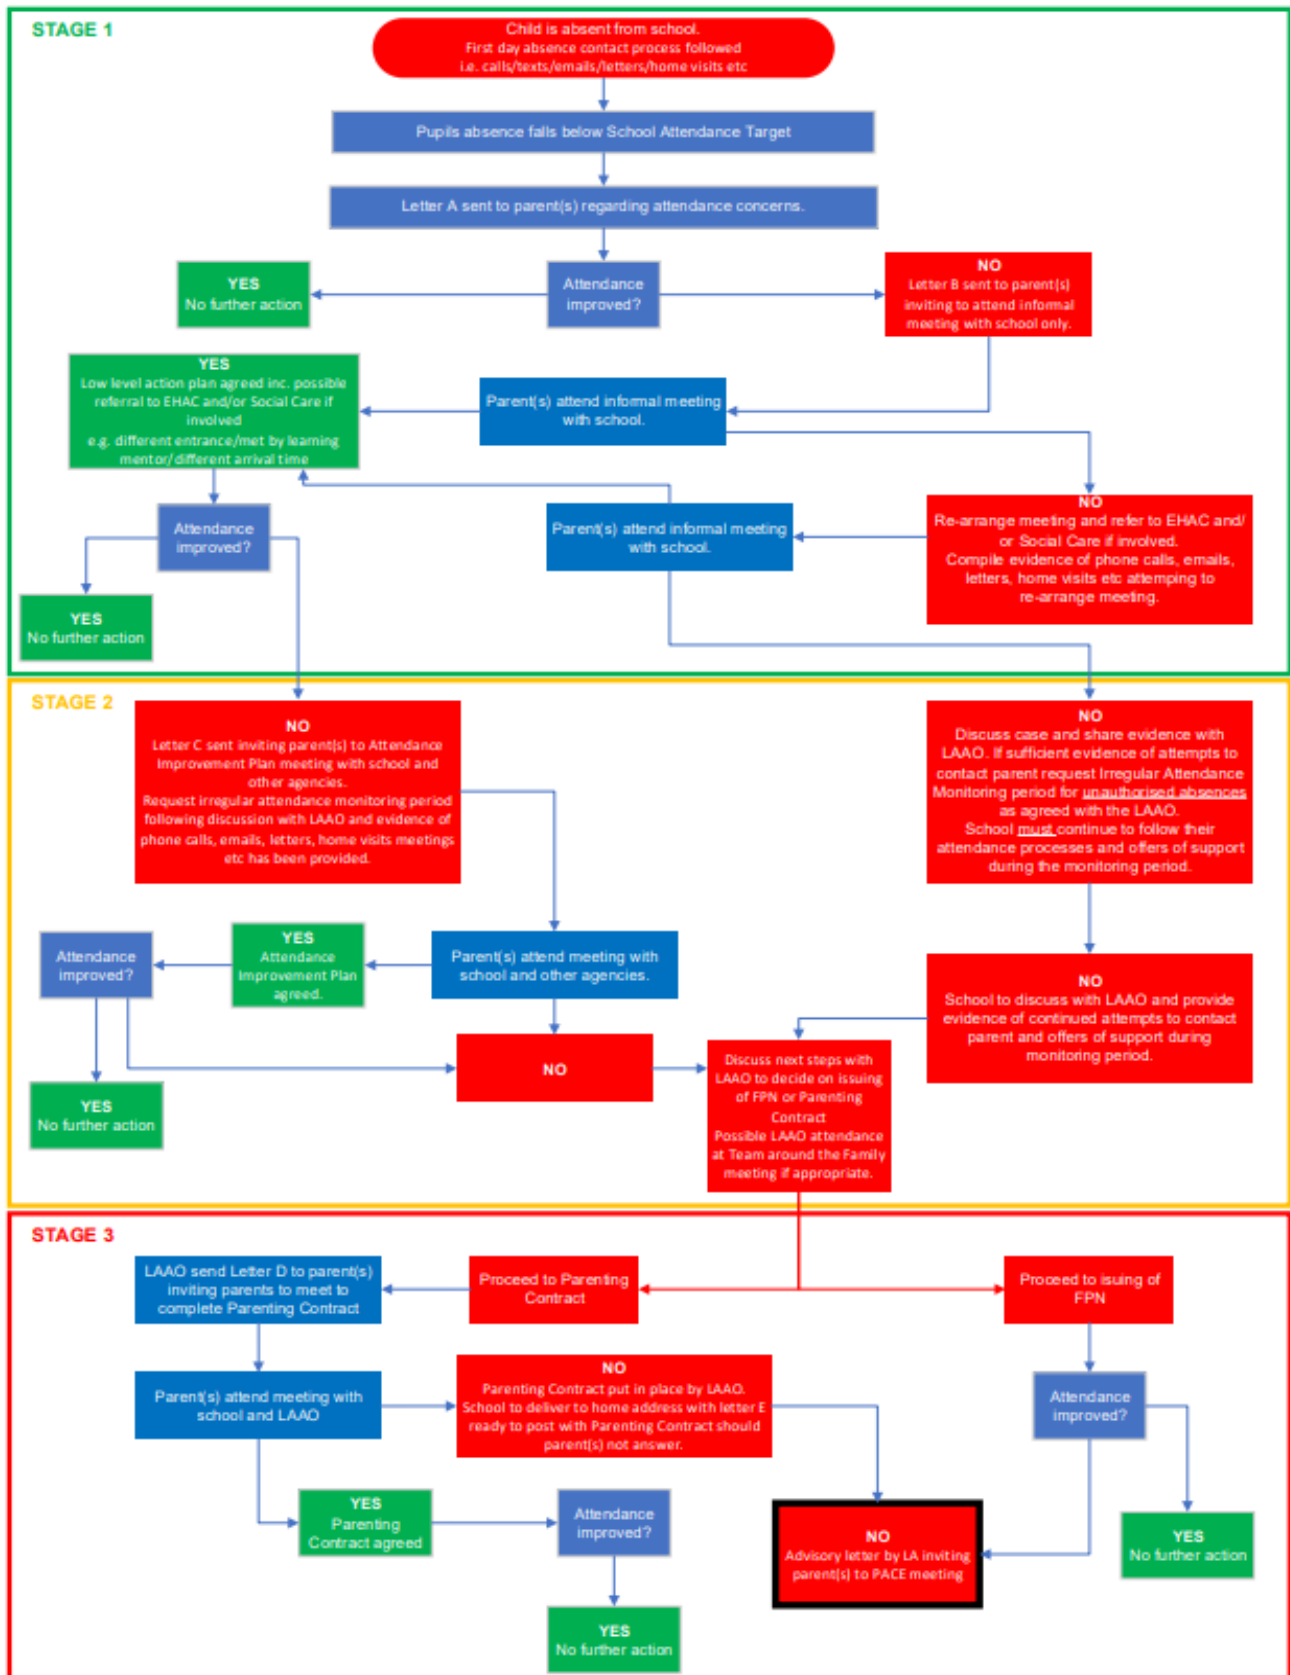 STAGE 1
Child is absent from school.
First day absence contact process followed
i.e. calls/texts/emails/letters/home visits etc
Pupils absence falls below School Attendance Target
Letter A sent to parent(s) regarding attendance concerns.
YES
No further action
Attendance
improved?
NO
Letter B sent to parent(s)
inviting to attend informal
meeting with school only.
YES
Low level action plan agreed inc. possible
referral to EHAC and/or Social Care if
involved
e.g. different entrance/met by learning
mentor/different arrival time
Parent(s) attend informal meeting
with school.
Attendance
improved?
Parent(s) attend informal meeting
with school.
NO
Re-arrange meeting and refer to EHAC and/
or Social Care if involved.
Compile evidence of phone calls, emails,
letters, home visits etc attemping to
re-arrange meeting.
YES
No further action
STAGE 2
NO
Letter C sent inviting parent(s) to Attendance
Improvement Plan meeting with school and
other agencies.
Request irregular attendance monitoring period
following discussion with LAAO and evidence of
phone calls, emails, letters, home visits meetings
etc has been provided.
NO
Discuss case and share evidence with
LAAO. If sufficient evidence of attempts to
contact parent request Irregular Attendance
Monitoring period for unauthorised absences
as agreed with the LAAO.
School must continue to follow their
attendance processes and offers of support
during the monitoring period.
Attendance
improved?
YES
Attendance
Improvement Plan
agreed.
Parent(s) attend meeting with
school and other agencies.
NO
School to discuss with LAAO and provide
evidence of continued attempts to contact
parent and offers of support during
monitoring period.
NO
Discuss next steps with
LAAO to decide on issuing
of FPN or Parenting
Contract
Possible LAAO attendance
at Team around the Family
meeting if appropriate.
YES
No further action
STAGE 3
LAAO send Letter D to parent(s)
inviting parents to meet to
complete Parenting Contract
Proceed to Parenting
Contract
Proceed to issuing of
FPN
Parent(s) attend meeting with
school and LAAO
NO
Parenting Contract put in place by LAAO.
School to deliver to home address with letter E
ready to post with Parenting Contract should
parent(s) not answer.
Attendance
improved?
YES
Parenting
Contract agreed
Attendance
improved?
NO
Advisory letter by LA inviting
parent(s) to PACE meeting
YES
No further action
YES
No further action